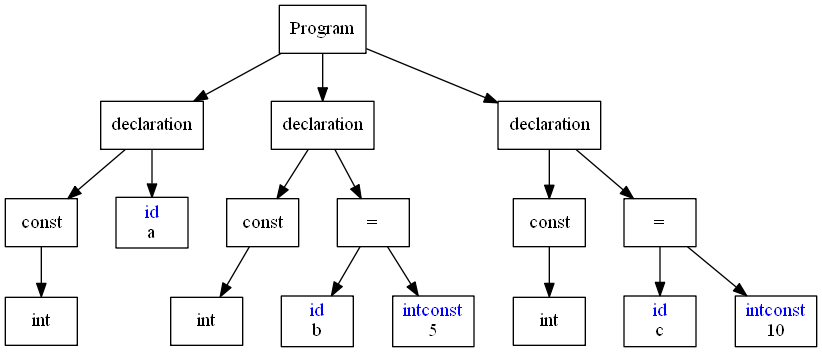 Program
declaration
declaration
declaration
const
id
a
const
=
const
=
int
int
id
b
intconst
5
int
id
c
intconst
10